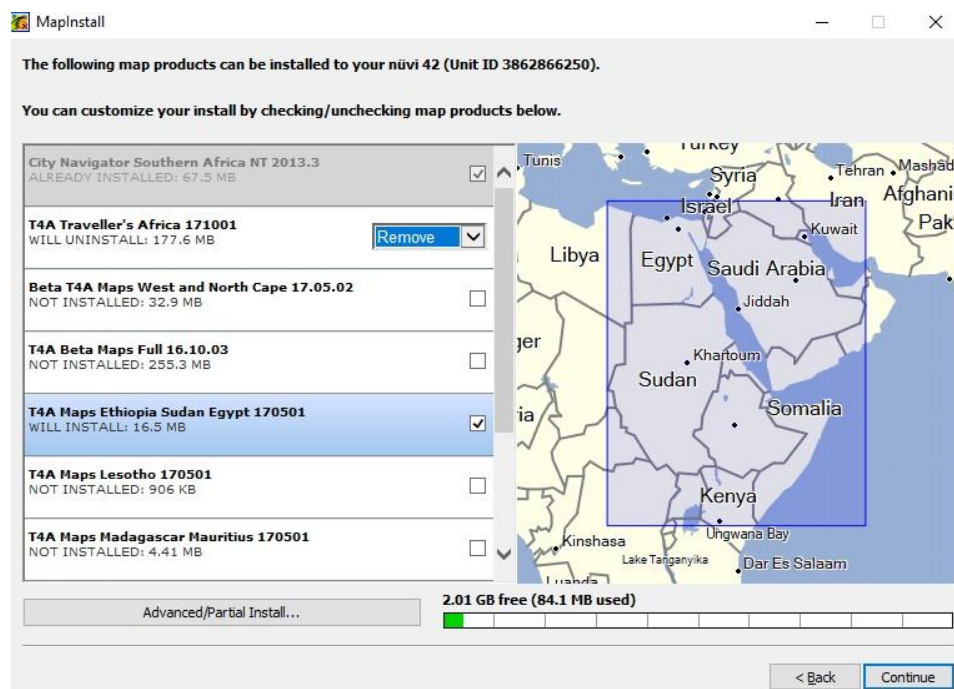 MapInstall
The following map products can be installed to your nüvi 42 (Unit ID 3862866250).
You can customize your install by checking/unchecking map products below.
City Navigator Southern Africa NT 2013.3
ALREADY INSTALLED: 67.5 MB
T4A Traveller's Africa 171001
WILL UNINSTALL: 177.6 MB
Remove
Beta T4A Maps West and North Cape 17.05.02
NOT INSTALLED: 32.9 MB
T4A Beta Maps Full 16.10.03
NOT INSTALLED: 255.3 MB
T4A Maps Ethiopia Sudan Egypt 170501
WILL INSTALL: 16.5 MB
T4A Maps Lesotho 170501
NOT INSTALLED: 906 KB
T4A Maps Madagascar Mauritius 170501
NOT INSTALLED: 4.41 MB
Tunis
Turkey
Syria
Tehran
Mashad
Israel
Iran
Afghani
Pak
Kuwait
Libya
Egypt
Saudi Arabia
Jiddah
ger
Khartoum
Sudan
ia
Somalia
Kenya
Ungwana Bay
Kinshasa
Lake Tanganyika
Dar Es Salaam
Luanda
Advanced/Partial Install...
2.01 GB free (84.1 MB used)
< Back
Continue